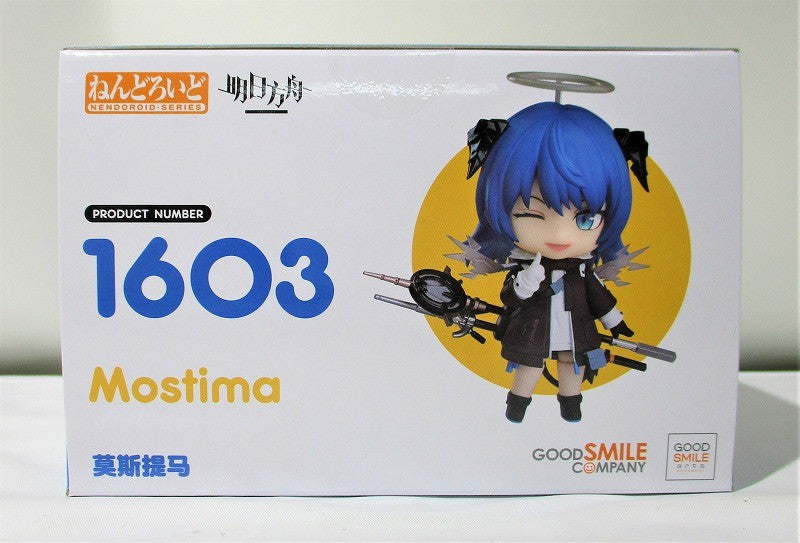 ねんどろいど
NENDOROID·SERIES
明日方舟
PRODUCT NUMBER
1603
Mostima
莫斯提马
GOOD SMILE
COMPANY
GOOD
SMILE
arts